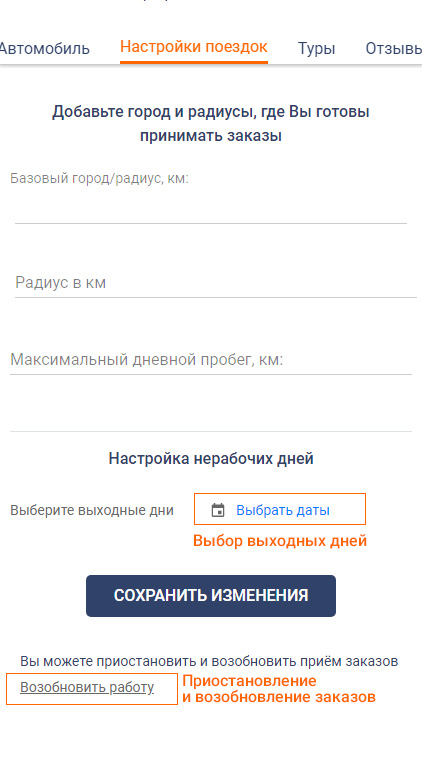 Автомобиль Настройки поездок Туры Отзывы
Добавьте город и радиусы, где Вы готовы
принимать заказы
Базовый город/радиус, км:
Радиус в км
Максимальный дневной пробег, км:
Настройка нерабочих дней
Выберите выходные дни Выбрать даты
Выбор выходных дней
СОХРАНИТЬ ИЗМЕНЕНИЯ
Вы можете приостановить и возобновить приём заказов
Возобновить работу Приостановление
и возобновление заказов